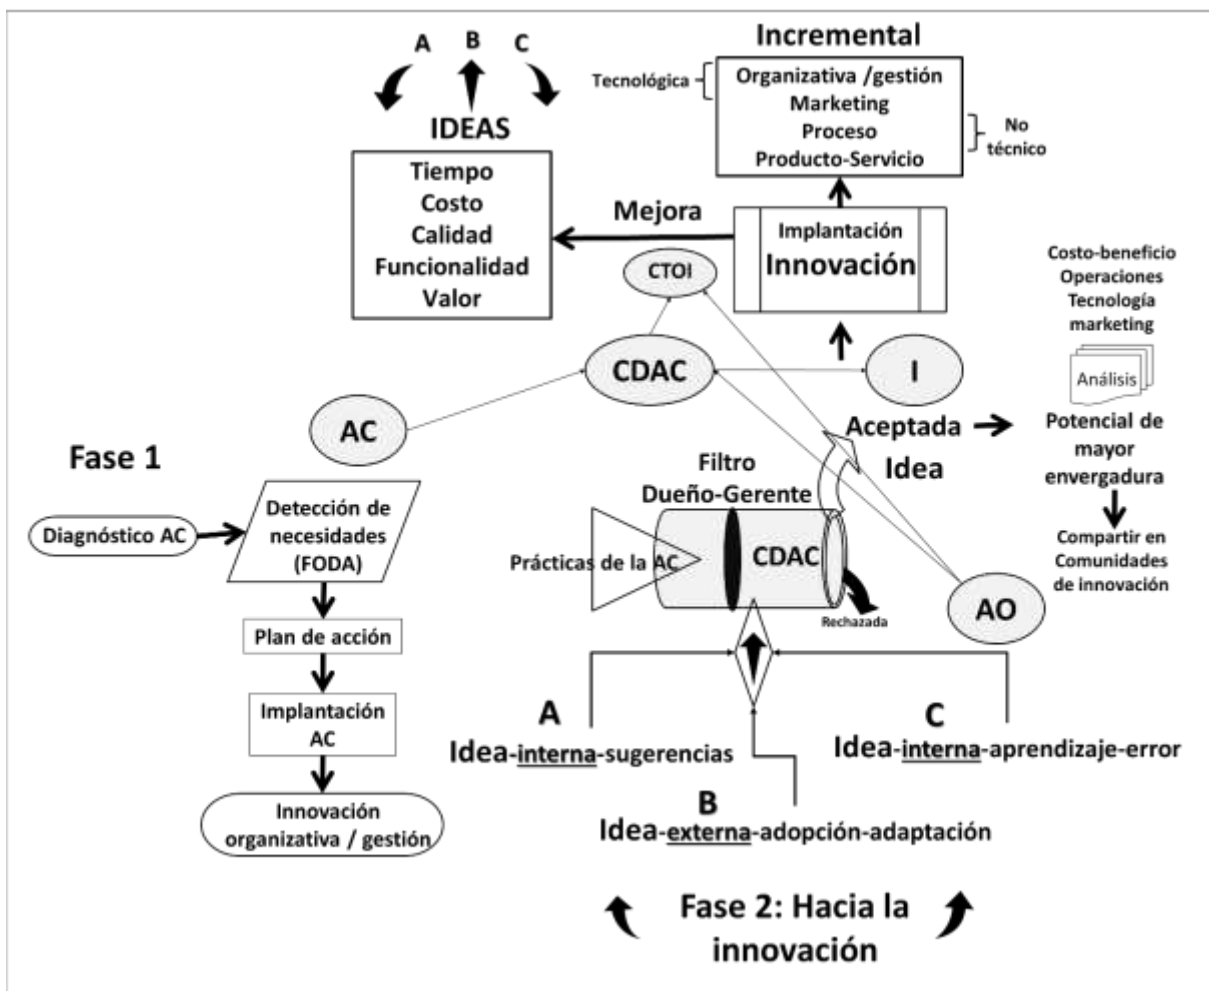 A
B
C
IDEAS
Tiempo
Costo
Calidad
Funcionalidad
Valor
Incremental
Tecnológica
Organizativa /gestión
Marketing
Proceso
Producto-Servicio
No
técnico
Mejora
Implantación
Innovación
CTOI
CDAC
I
AC
Costo-beneficio
Operaciones
Tecnología
marketing
Análisis
Potencial de
mayor
envergadura
Compartir en
Comunidades
de innovación
Aceptada
Idea
Fase 1
Diagnóstico AC
Detección de
necesidades
(FODA)
Plan de acción
Implantación
AC
Innovación
organizativa / gestión
Filtro
Dueño-Gerente
Prácticas de la AC
CDAC
Rechazada
AO
A
Idea-interna-sugerencias
C
Idea-interna-aprendizaje-error
B
Idea-externa-adopción-adaptación
Fase 2: Hacia la
innovación